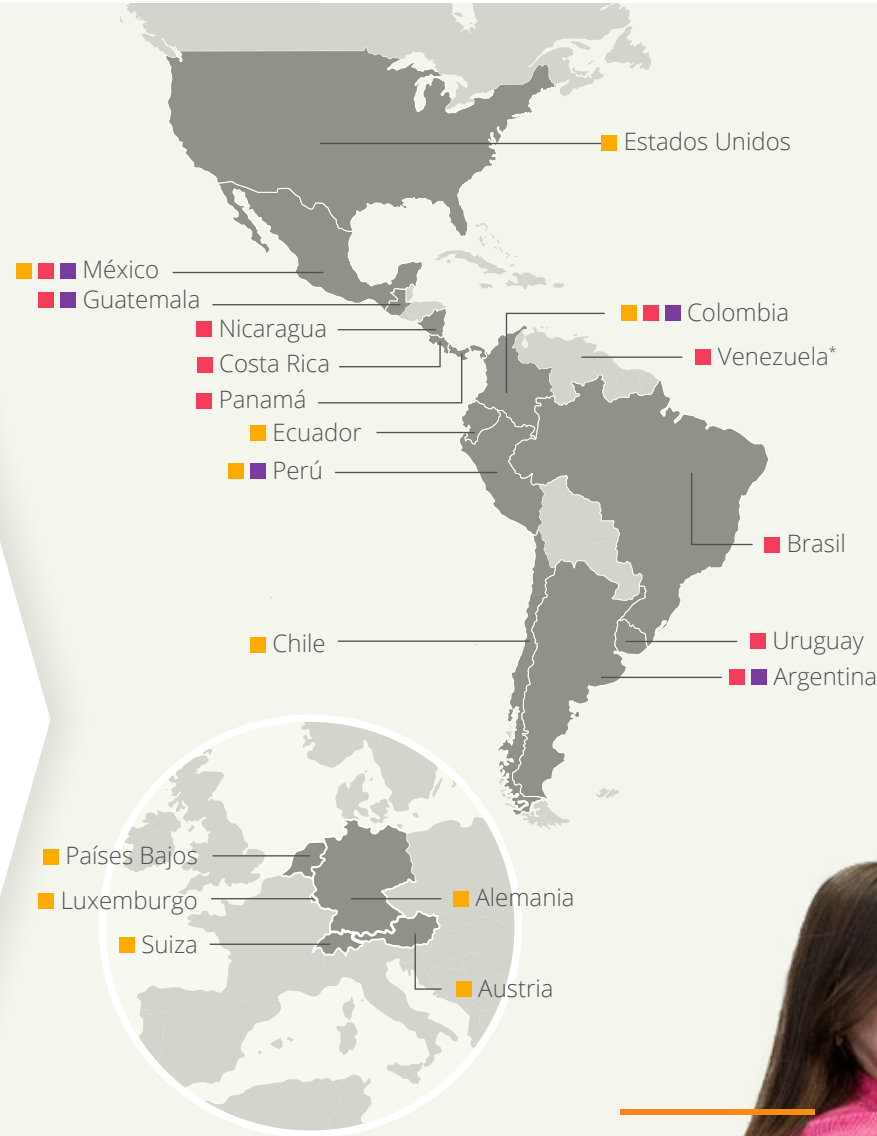 Estados Unidos
México
Guatemala
Colombia
Nicaragua
Venezuela*
Costa Rica
Panamá
Ecuador
Perú
Brasil
Chile
Uruguay
Argentina
Países Bajos
Luxemburgo
Alemania
Suiza
Austria